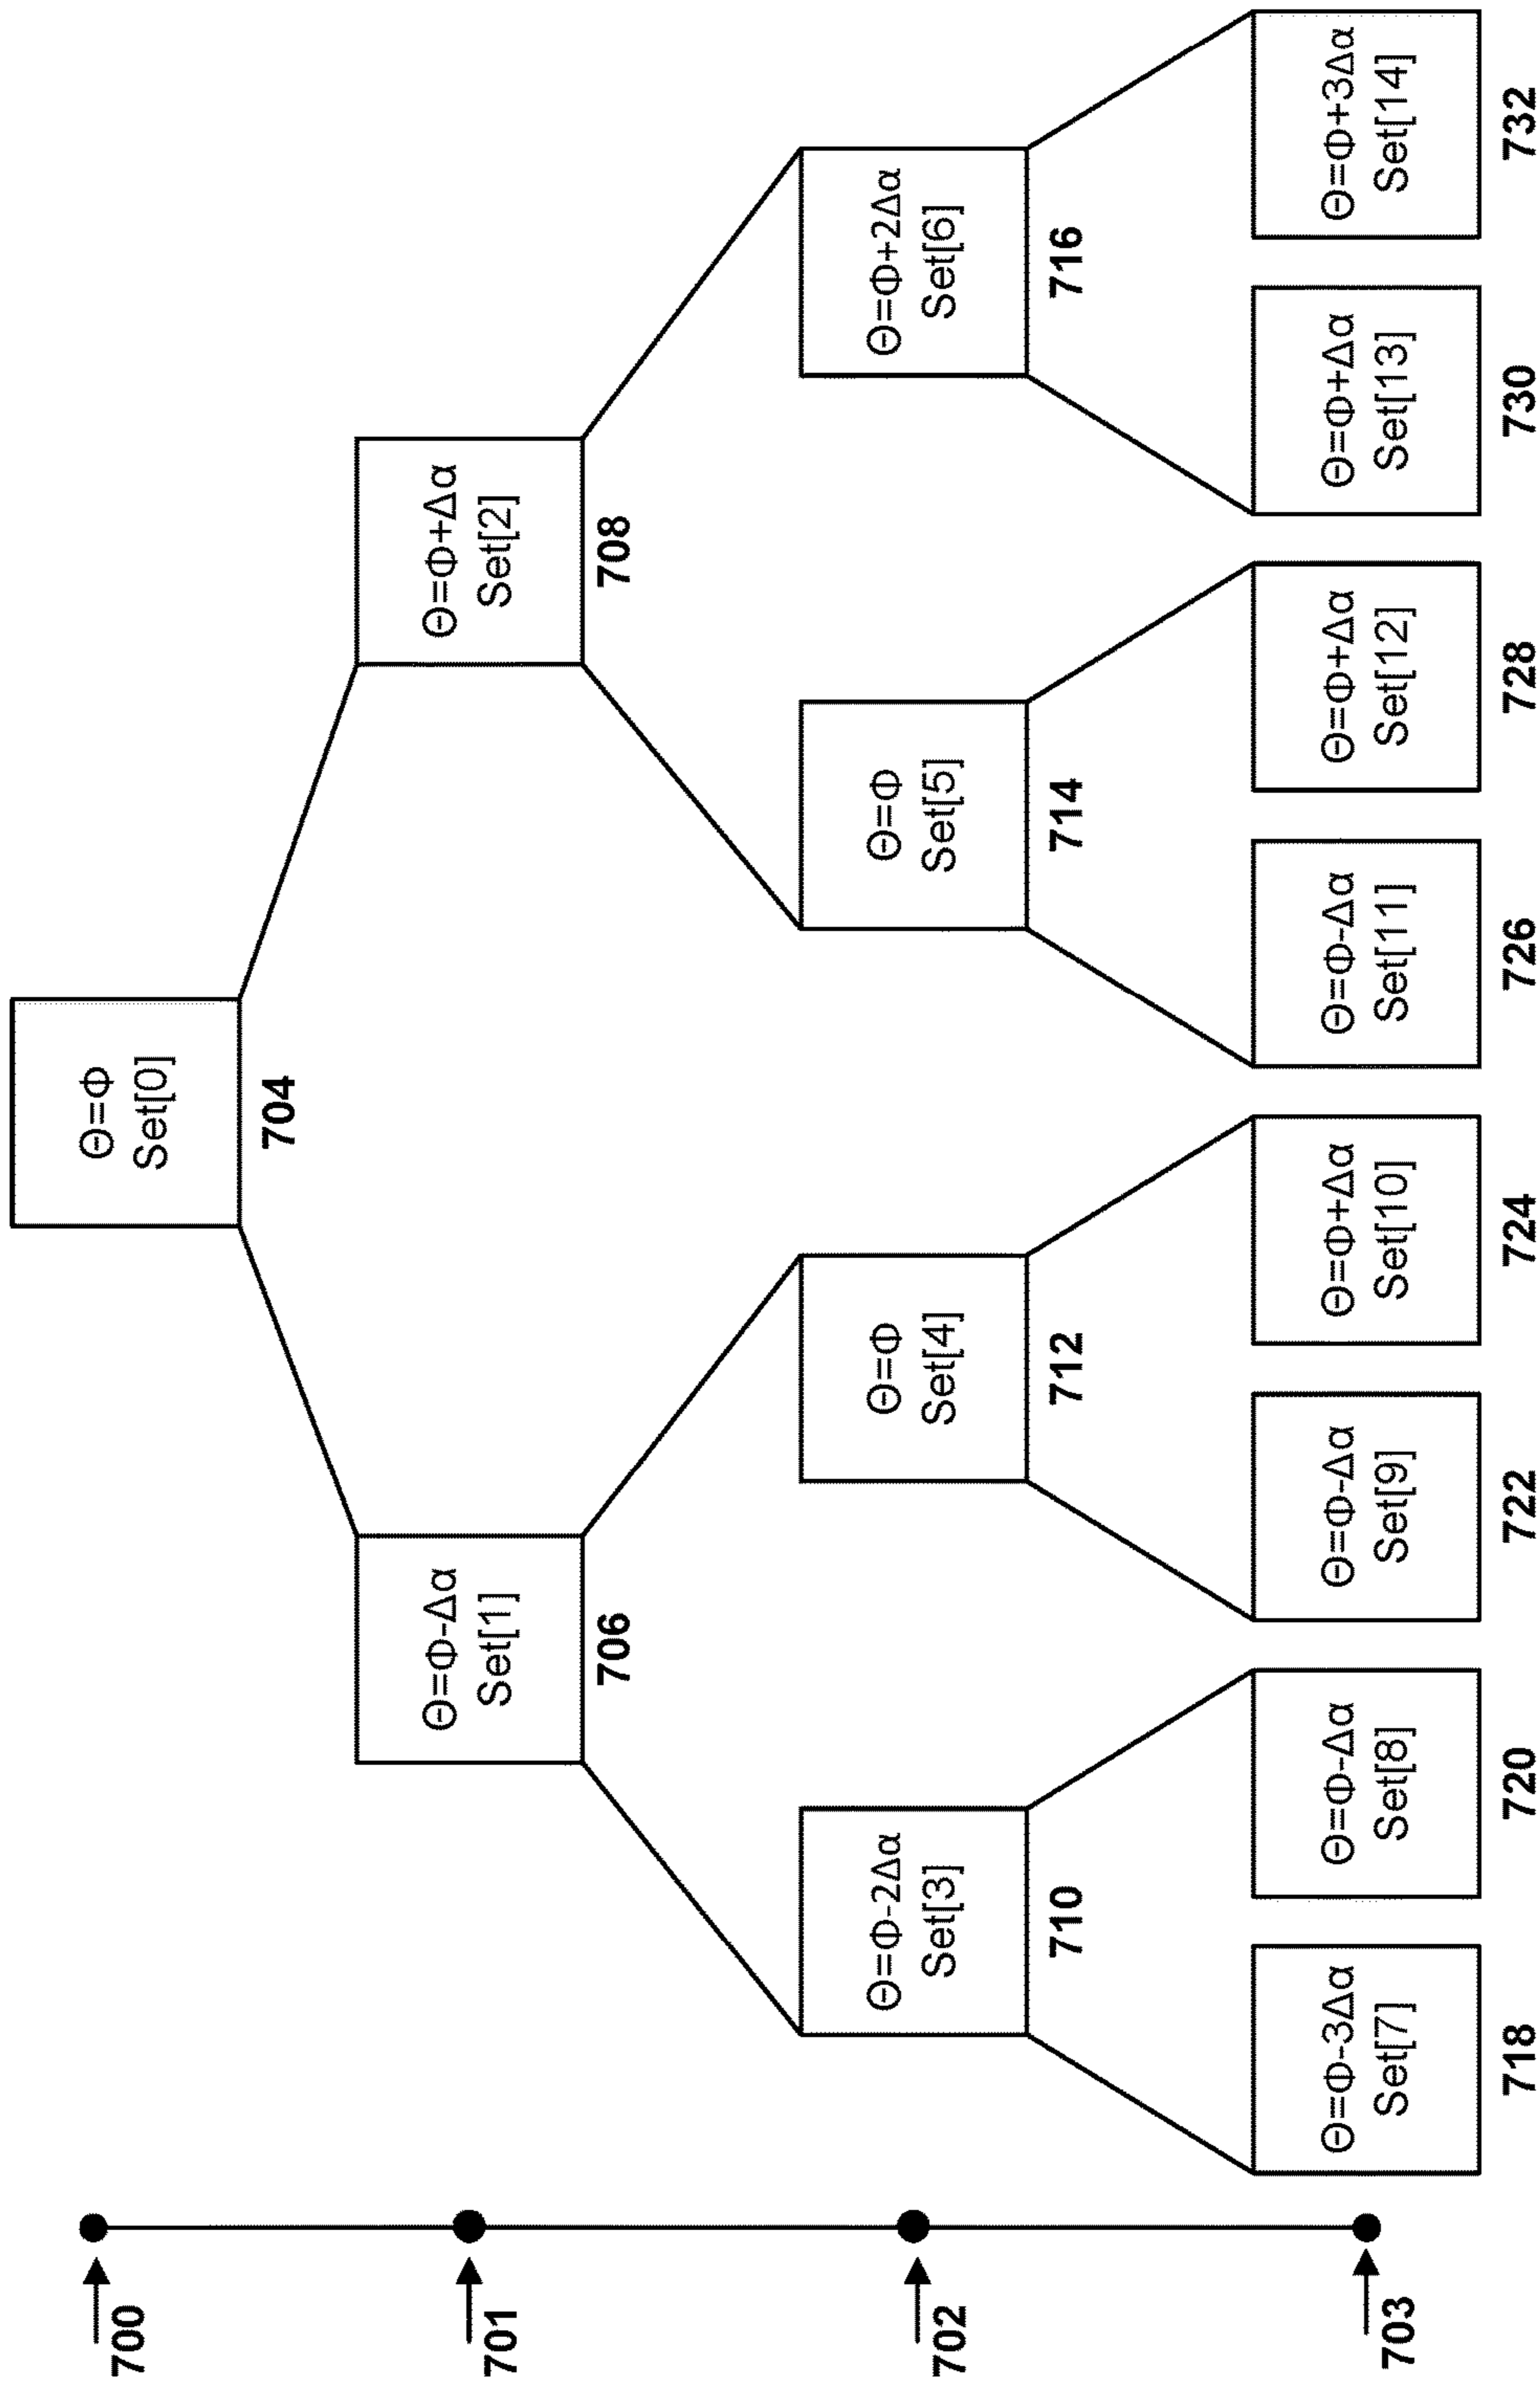 700
Θ=Φ
Set[0]
704
701
Θ=Φ-Δα
Set[1]
706
Θ=Φ+Δα
Set[2]
708
702
Θ=Φ-2Δα
Set[3]
710
Θ=Φ
Set[4]
712
Θ=Φ
Set[5]
714
Θ=Φ+2Δα
Set[6]
716
703
Θ=Φ-3Δα
Set[7]
718
Θ=Φ-Δα
Set[8]
720
Θ=Φ-Δα
Set[9]
722
Θ=Φ+Δα
Set[10]
724
Θ=Φ-Δα
Set[11]
726
Θ=Φ+Δα
Set[12]
728
Θ=Φ+Δα
Set[13]
730
Θ=Φ+3Δα
Set[14]
732